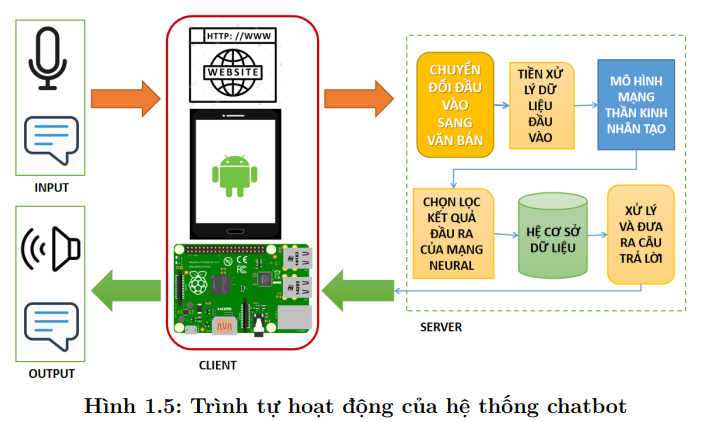 INPUT
OUTPUT
HTTP: //WWW
WEBSITE
CLIENT
CHUYỂN
ĐỔI ĐẦU
VÀO
SANG
VĂN BẢN
TIỀN XỬ
LÝ DỮ
LIỆU
ĐẦU
VÀO
MÔ HÌNH
MẠNG
THẦN KINH
NHÂN TẠO
CHỌN LỌC
KẾT QUẢ
ĐẦU RA
CỦA MẠNG
NEURAL
HỆ CƠ SỞ
DỮ LIỆU
XỬ LÝ
VÀ ĐƯA
RA CÂU
TRẢ LỜI
SERVER
Hình 1.5: Trình tự hoạt động của hệ thống chatbot